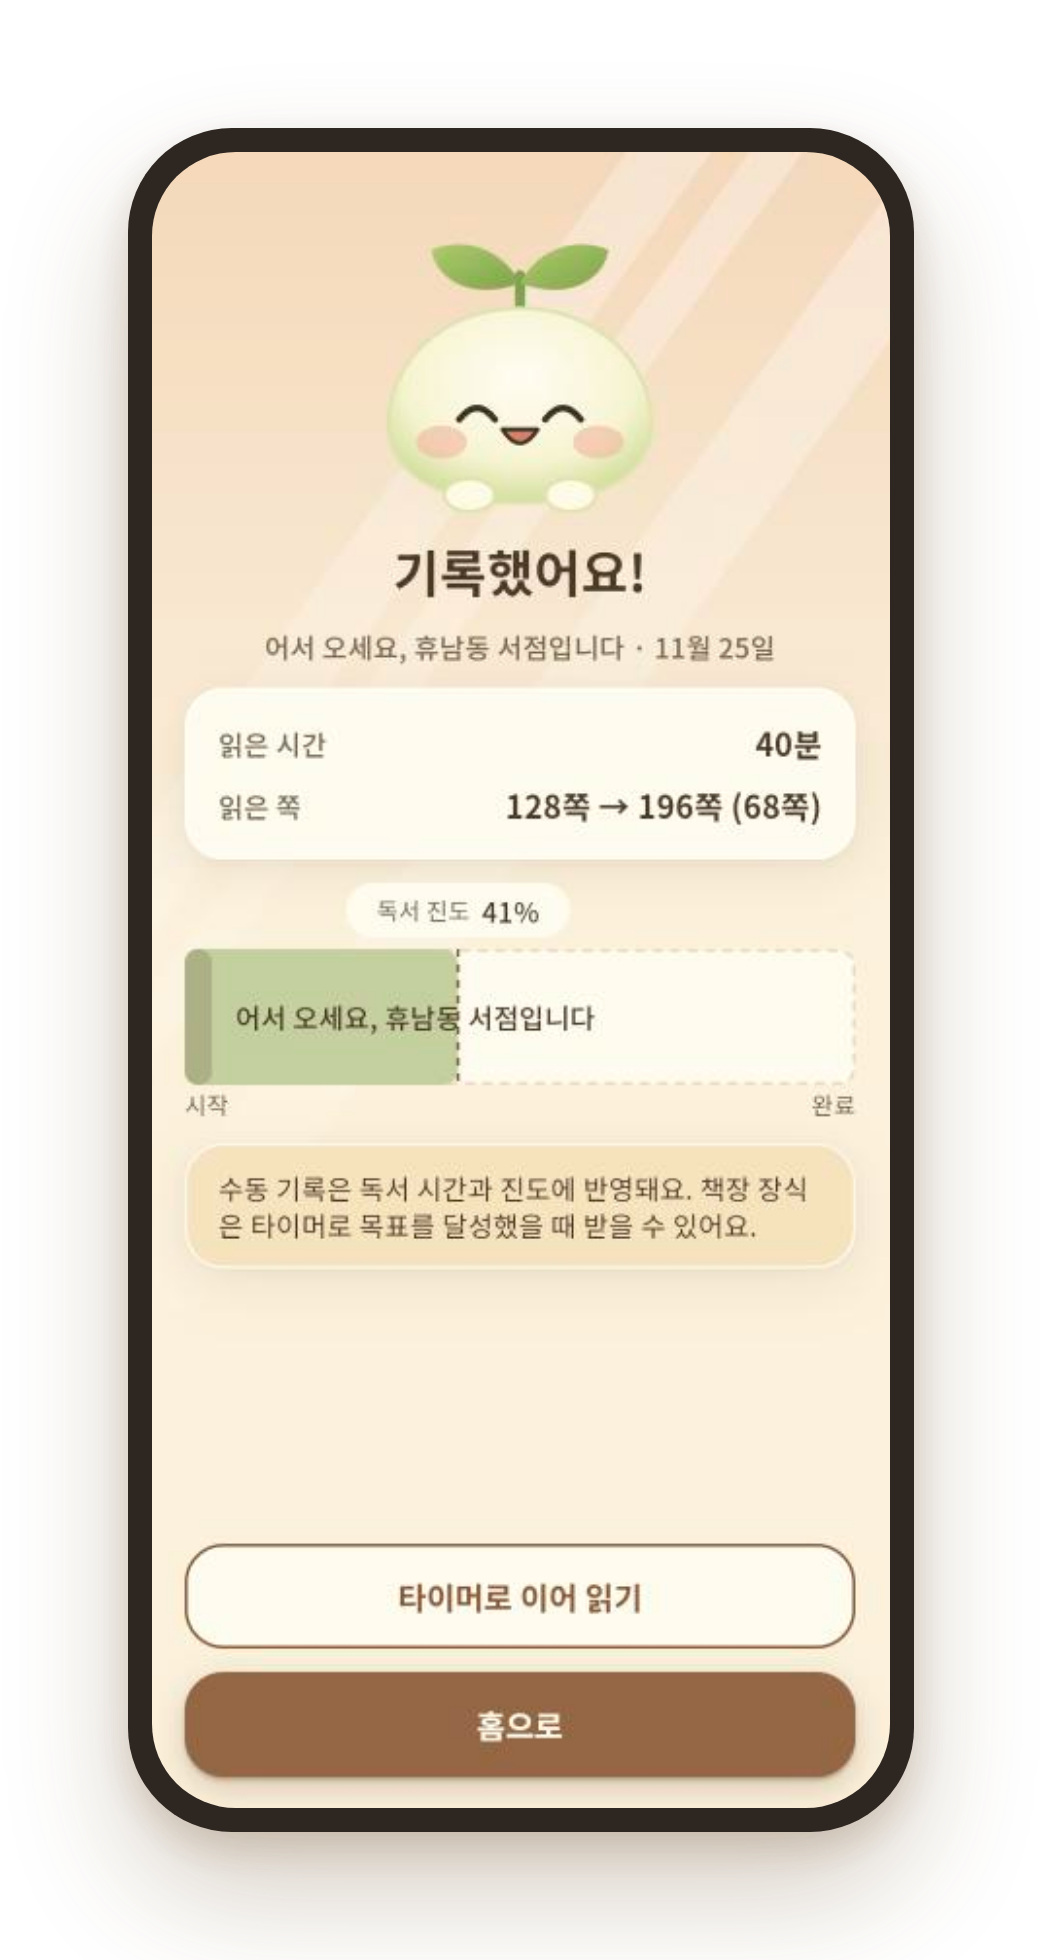 기록했어요!
어서 오세요, 휴남동 서점입니다 · 11월 25일
읽은 시간 40분
읽은 쪽 128쪽 → 196쪽 (68쪽)
독서 진도 41%
어서 오세요, 휴남동 서점입니다
시작 완료
수동 기록은 독서 시간과 진도에 반영돼요. 책장 장식
은 타이머로 목표를 달성했을 때 받을 수 있어요.
타이머로 이어 읽기
홈으로